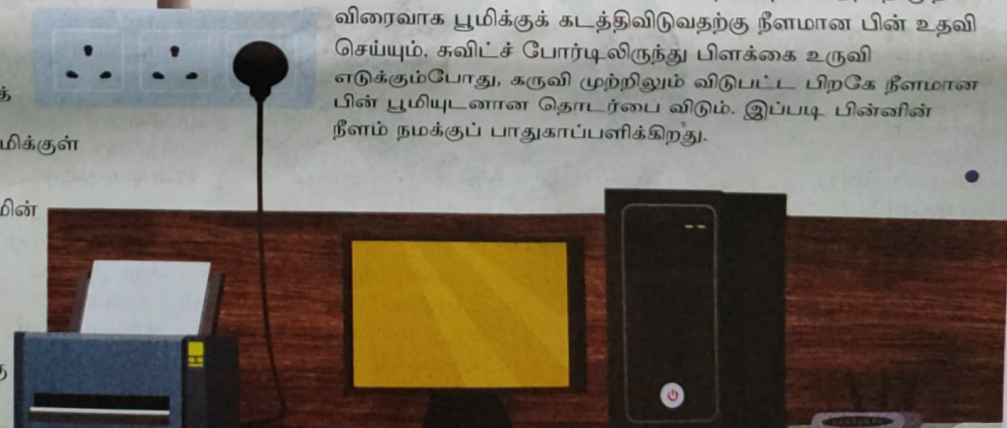 விரைவாக பூமிக்குக் கடத்திவிடுவதற்கு நீளமான பின் உதவி
செய்யும். சுவிட்ச் போர்டிலிருந்து பிளக்கை உருவி
எடுக்கும்போது, கருவி முற்றிலும் விடுபட்ட பிறகே நீளமான
பின் பூமியுடனான தொடர்பை விடும். இப்படி பின்னின்
நீளம் நமக்குப் பாதுகாப்பளிக்கிறது.
மிக்குள்
மின்